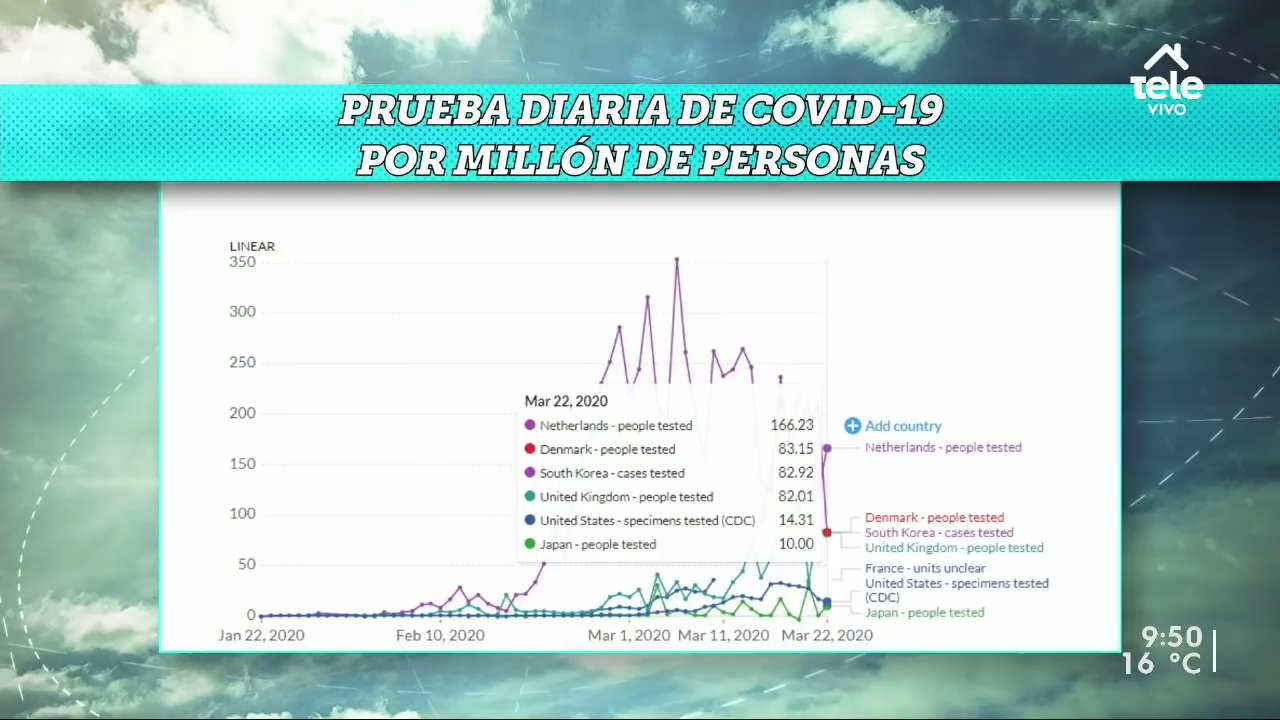 PRUEBA DIARIA DE COVID-19
POR MILLÓN DE PERSONAS
tele
VIVO
LINEAR
350
300
250
200
150
100
50
0
Jan 22, 2020
Feb 10, 2020
Mar 1, 2020
Mar 11, 2020
Mar 22, 2020
Mar 22, 2020
Netherlands - people tested 166.23
Denmark - people tested 83.15
South Korea - cases tested 82.92
United Kingdom - people tested 82.01
United States - specimens tested (CDC) 14.31
Japan - people tested 10.00
Add country
Netherlands - people tested
Denmark - people tested
South Korea - cases tested
United Kingdom - people tested
France - units unclear
United States - specimens tested
(CDC)
Japan - people tested
9:50
16 °C